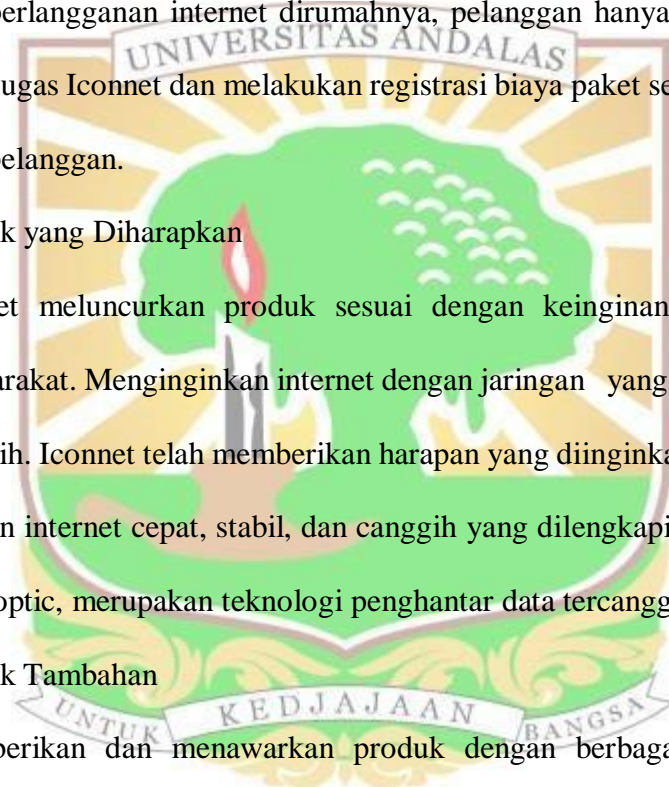 berlangganan internet dirumahnya, pelanggan hanya
UNIVERSITAS ANDALAS
ugas Iconnet dan melakukan registrasi biaya paket se
pelanggan.
k yang Diharapkan
et meluncurkan produk sesuai dengan keinginan
arakat. Menginginkan internet dengan jaringan yang
ih. Iconnet telah memberikan harapan yang diinginka
n internet cepat, stabil, dan canggih yang dilengkapi
optic, merupakan teknologi penghantar data tercangg
k Tambahan
UNTUK KEDJAJAAN BANGSA
berikan dan menawarkan produk dengan berbaga